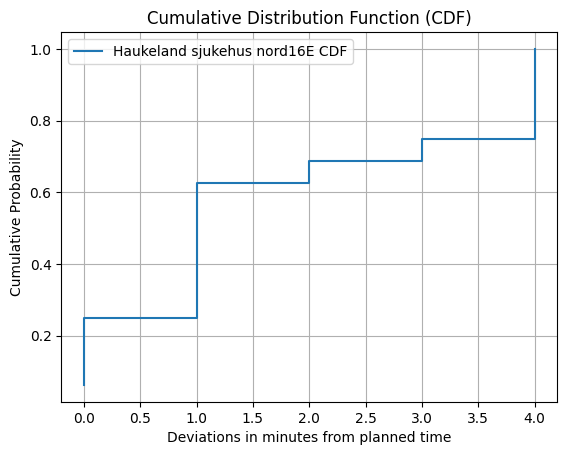 Cumulative Distribution Function (CDF)
Haukeland sjukehus nord16E CDF
1.0
0.8
0.6
0.4
0.2
Cumulative Probability
0.0 0.5 1.0 1.5 2.0 2.5 3.0 3.5 4.0
Deviations in minutes from planned time